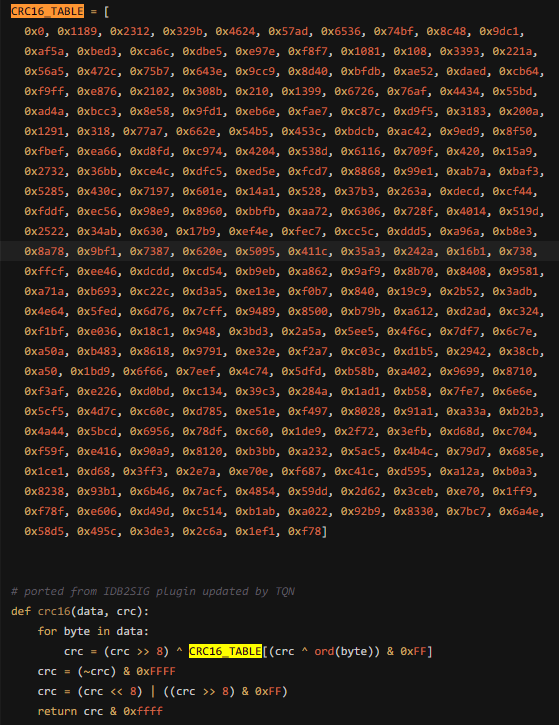 CRC16_TABLE = [
0x0, 0x1189, 0x2312, 0x329b, 0x4624, 0x57ad, 0x6536, 0x74bf, 0x8c48, 0x9dc1,
0xaf5a, 0xbed3, 0xca6c, 0xdbe5, 0xe97e, 0xf8f7, 0x1081, 0x108, 0x3393, 0x221a,
0x56a5, 0x472c, 0x75b7, 0x643e, 0x9cc9, 0x8d40, 0xbfdb, 0xae52, 0xdaed, 0xcb64,
0xf9ff, 0xe876, 0x2102, 0x308b, 0x210, 0x1399, 0x6726, 0x76af, 0x4434, 0x55bd,
0xad4a, 0xbcc3, 0x8e58, 0x9fd1, 0xeb6e, 0xfae7, 0xc87c, 0xd9f5, 0x3183, 0x200a,
0x1291, 0x318, 0x77a7, 0x662e, 0x54b5, 0x453c, 0xbdcb, 0xac42, 0x9ed9, 0x8f50,
0xfbef, 0xea66, 0xd8fd, 0xc974, 0x4204, 0x538d, 0x6116, 0x709f, 0x420, 0x15a9,
0x2732, 0x36bb, 0xce4c, 0xdfc5, 0xed5e, 0xfcd7, 0x8868, 0x99e1, 0xab7a, 0xbaf3,
0x5285, 0x430c, 0x7197, 0x601e, 0x14a1, 0x528, 0x37b3, 0x263a, 0xdecd, 0xcf44,
0xfddf, 0xec56, 0x98e9, 0x8960, 0xbbfb, 0xaa72, 0x6306, 0x728f, 0x4014, 0x519d,
0x2522, 0x34ab, 0x630, 0x17b9, 0xef4e, 0xfec7, 0xcc5c, 0xddd5, 0xa96a, 0xb8e3,
0x8a78, 0x9bf1, 0x7387, 0x620e, 0x5095, 0x411c, 0x35a3, 0x242a, 0x16b1, 0x738,
0xffcf, 0xee46, 0xdcdd, 0xcd54, 0xb9eb, 0xa862, 0x9af9, 0x8b70, 0x8408, 0x9581,
0xa71a, 0xb693, 0xc22c, 0xd3a5, 0xe13e, 0xf0b7, 0x840, 0x19c9, 0x2b52, 0x3adb,
0x4e64, 0x5fed, 0x6d76, 0x7cff, 0x9489, 0x8500, 0xb79b, 0xa612, 0xd2ad, 0xc324,
0xf1bf, 0xe036, 0x18c1, 0x948, 0x3bd3, 0x2a5a, 0x5ee5, 0x4f6c, 0x7df7, 0x6c7e,
0xa50a, 0xb483, 0x8618, 0x9791, 0xe32e, 0xf2a7, 0xc03c, 0xd1b5, 0x2942, 0x38cb,
0xa50, 0x1bd9, 0x6f66, 0x7eef, 0x4c74, 0x5dfd, 0xb58b, 0xa402, 0x9699, 0x8710,
0xf3af, 0xe226, 0xd0bd, 0xc134, 0x39c3, 0x284a, 0x1ad1, 0xb58, 0x7fe7, 0x6e6e,
0x5cf5, 0x4d7c, 0xc60c, 0xd785, 0xe51e, 0xf497, 0x8028, 0x91a1, 0xa33a, 0xb2b3,
0x4a44, 0x5bcd, 0x6956, 0x78df, 0xc60, 0x1de9, 0x2f72, 0x3efb, 0xd68d, 0xc704,
0xf59f, 0xe416, 0x90a9, 0x8120, 0xb3bb, 0xa232, 0x5ac5, 0x4b4c, 0x79d7, 0x685e,
0x1ce1, 0xd68, 0x3ff3, 0x2e7a, 0xe70e, 0xf687, 0xc41c, 0xd595, 0xa12a, 0xb0a3,
0x8238, 0x93b1, 0x6b46, 0x7acf, 0x4854, 0x59dd, 0x2d62, 0x3ceb, 0xe70, 0x1ff9,
0xf78f, 0xe606, 0xd49d, 0xc514, 0xb1ab, 0xa022, 0x92b9, 0x8330, 0x7bc7, 0x6a4e,
0x58d5, 0x495c, 0x3de3, 0x2c6a, 0x1ef1, 0xf78]
# ported from IDB2SIG plugin updated by TQN
def crc16(data, crc):
for byte in data:
crc = (crc >> 8) ^ CRC16_TABLE[(crc ^ ord(byte)) & 0xFF]
crc = (~crc) & 0xFFFF
crc = (crc << 8) | ((crc >> 8) & 0xFF)
return crc & 0xffff